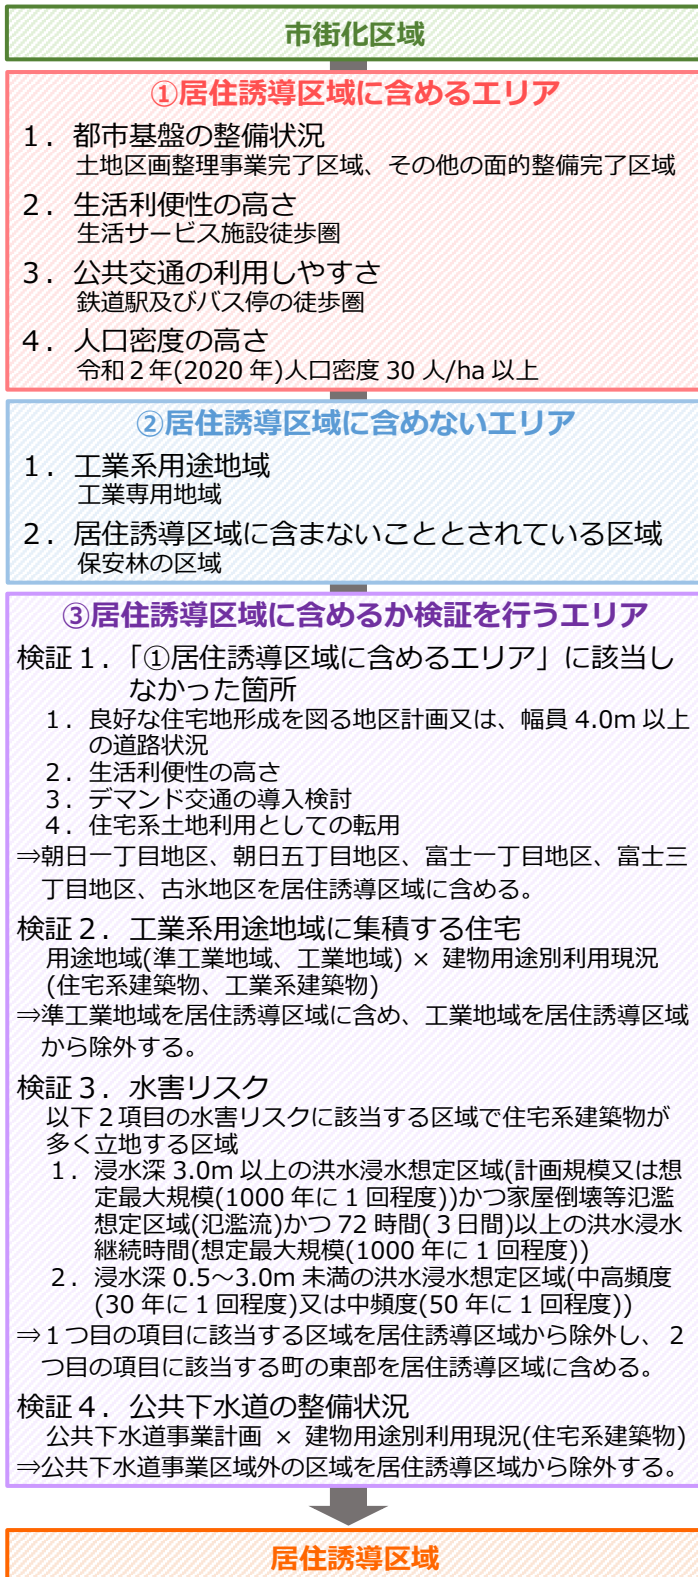 市街化区域
①居住誘導区域に含めるエリア
１．都市基盤の整備状況
土地区画整理事業完了区域、その他の面的整備完了区域
２．生活利便性の高さ
生活サービス施設徒歩圏
３．公共交通の利用しやすさ
鉄道駅及びバス停の徒歩圏
４．人口密度の高さ
令和２年(2020 年)人口密度 30 人/ha 以上
②居住誘導区域に含めないエリア
１．工業系用途地域
工業専用地域
２．居住誘導区域に含まないこととされている区域
保安林の区域
③居住誘導区域に含めるか検証を行うエリア
検証１．「①居住誘導区域に含めるエリア」に該当し
なかった箇所
１．良好な住宅地形成を図る地区計画又は、幅員 4.0m 以上
の道路状況
２．生活利便性の高さ
３．デマンド交通の導入検討
４．住宅系土地利用としての転用
⇒朝日一丁目地区、朝日五丁目地区、富士一丁目地区、富士三
丁目地区、古氷地区を居住誘導区域に含める。
検証２．工業系用途地域に集積する住宅
用途地域(準工業地域、工業地域) × 建物用途別利用現況
(住宅系建築物、工業系建築物)
⇒準工業地域を居住誘導区域に含め、工業地域を居住誘導区域
から除外する。
検証３．水害リスク
以下２項目の水害リスクに該当する区域で住宅系建築物が
多く立地する区域
１．浸水深 3.0m 以上の洪水浸水想定区域(計画規模又は想
定最大規模(1000 年に１回程度))かつ家屋倒壊等氾濫
想定区域(氾濫流)かつ 72 時間(３日間)以上の洪水浸水
継続時間(想定最大規模(1000 年に１回程度))
２．浸水深 0.5～3.0m 未満の洪水浸水想定区域(中高頻度
(30 年に１回程度)又は中頻度(50 年に１回程度))
⇒１つ目の項目に該当する区域を居住誘導区域から除外し、２
つ目の項目に該当する町の東部を居住誘導区域に含める。
検証４．公共下水道の整備状況
公共下水道事業計画 × 建物用途別利用現況(住宅系建築物)
⇒公共下水道事業区域外の区域を居住誘導区域から除外する。
居住誘導区域